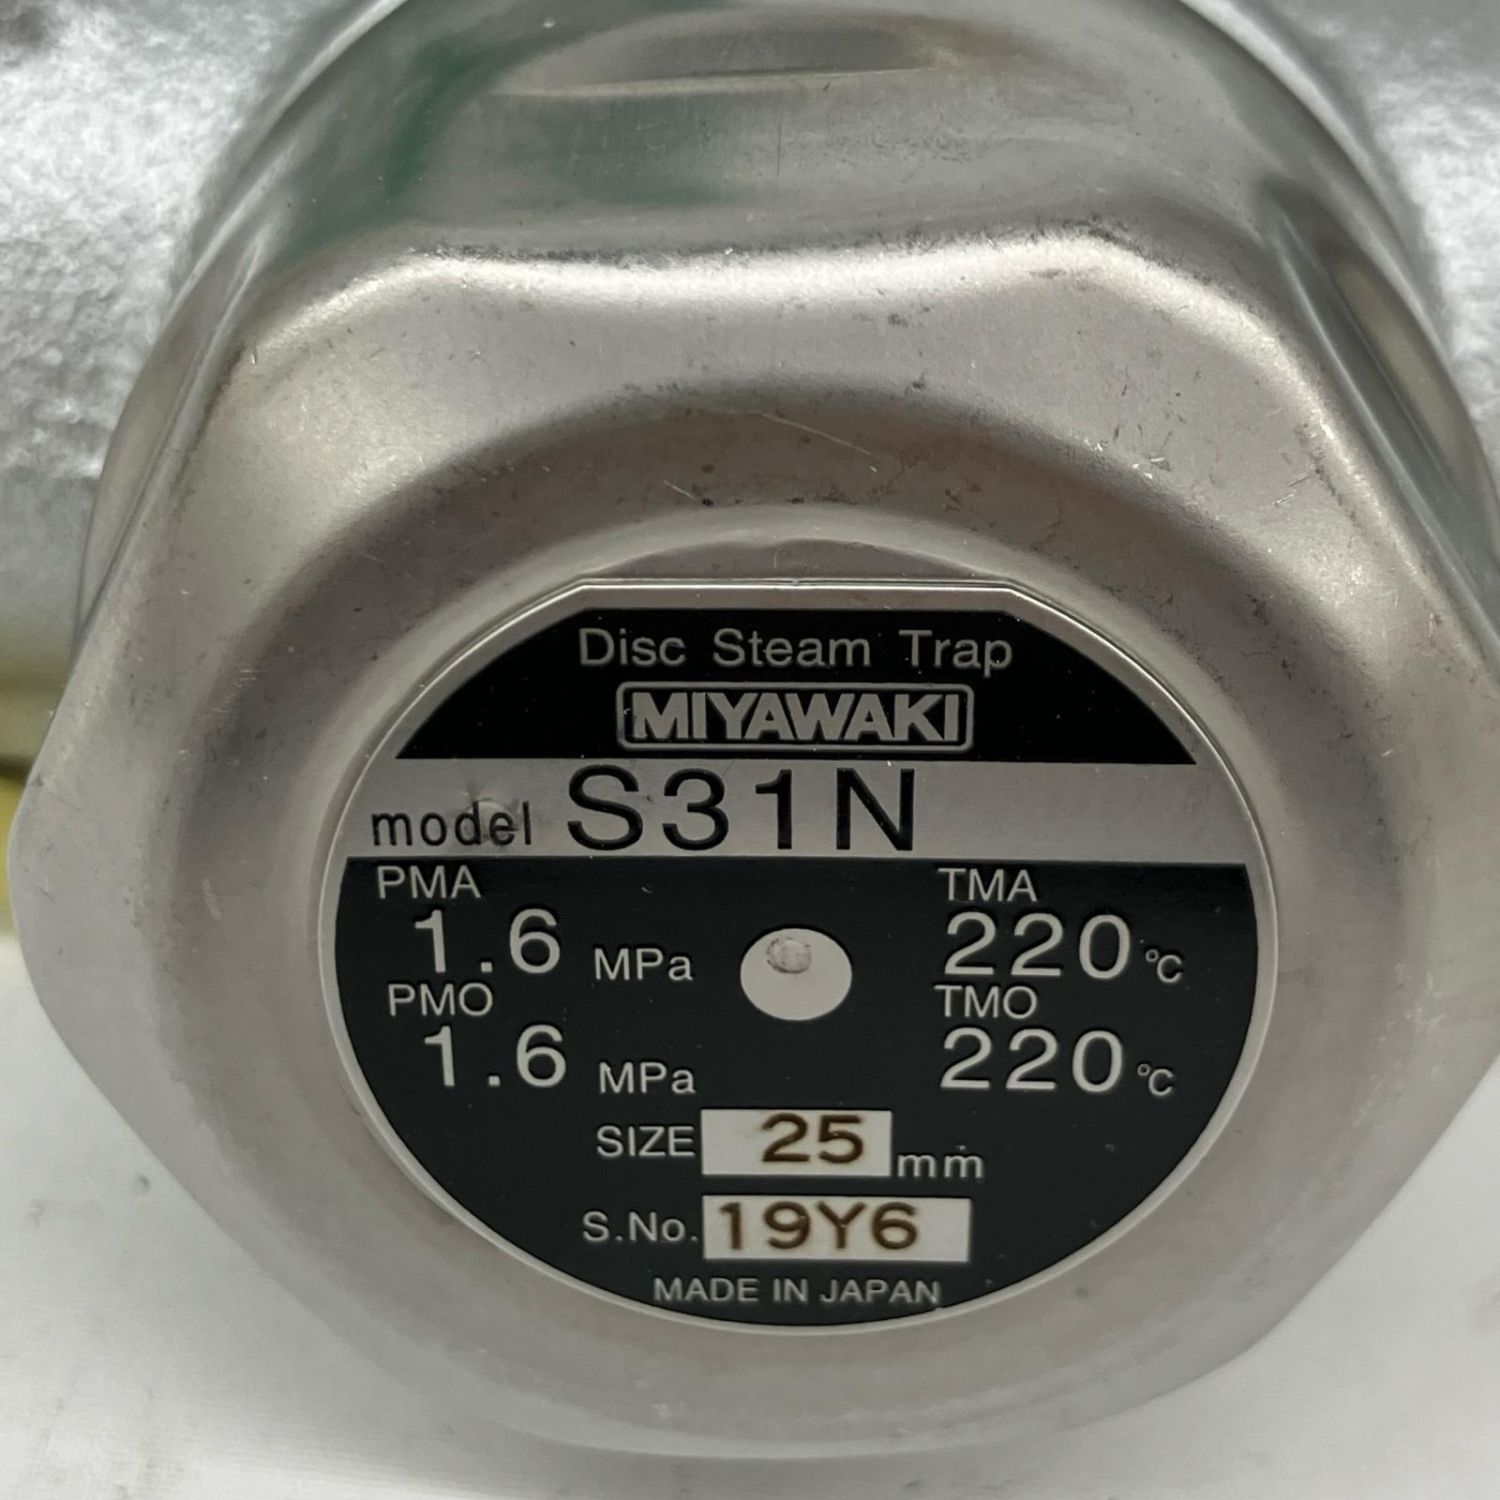 Disc Steam Trap
MIYAWAKI
model S31N
PMA
1.6 MPa
TMA
220 ℃
PMO
1.6 MPa
TMO
220 ℃
SIZE 25 mm
S.No. 19Y6
MADE IN JAPAN